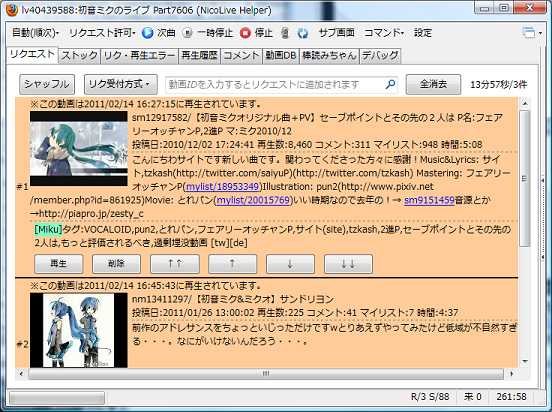 lv40439588:初音ミクのライブ Part7606 (NicoLive Helper)
自動(順次) リクエスト許可 次曲 一時停止 停止 サブ画面 コマンド 設定
リクエスト ストック リク・再生エラー 再生履歴 コメント 動画DB 棒読みちゃん デバッグ
シャッフル リク受付方式 動画IDを入力するとリクエストに追加されます 全消去 13分57秒/3件
※この動画は2011/02/14 16:27:15に再生されています。
sm12917582/【初音ミクオリジナル曲＋PV】セーブポイントとその先の２人は P名:フェア
リーオッチャンP,2進P マ:ミク2010/12
投稿日:2010/12/02 17:24:41 再生数:8,460 コメント:311 マイリスト:948 時間:5:08
こんにちわサイトです新しい曲です。関わってくださった方々に感謝！Music&Lyrics: サイ
ト,tzkash(http://twitter.com/saiyuP)(http://twitter.com/tzkash) Mastering: フェアリー
#1
オッチャンP(mylist/18953349)Illustration: pun2(http://www.pixiv.net
/member.php?id=861925)Movie: とれパン(mylist/20015769)いい時期なので去年の！→ sm9151459音源とか
→http://piapro.jp/zesty_c
[Miku]タグ:VOCALOID,pun2,とれパン,フェアリーオッチャンP,サイト(site),tzkash,2進P,セーブポイントとその先の
2人は,もっと評価されるべき,過剰埋没動画 [tw][de]
再生 削除 ↑↑ ↑ ↓ ↓↓
※この動画は2011/02/14 16:45:43に再生されています。
nm13411297/【初音ミク&ミクオ】サンドリヨン
投稿日:2011/01/26 13:00:02 再生数:225 コメント:41 マイリスト:7 時間:4:37
前作のアドレサンスをちょっといじっただけですwとりあえずやってみたけど低域が不自然すぎ
#2
る・・・。なにがいけないんだろう・・・。
R/3 S/88 来 0 261:58